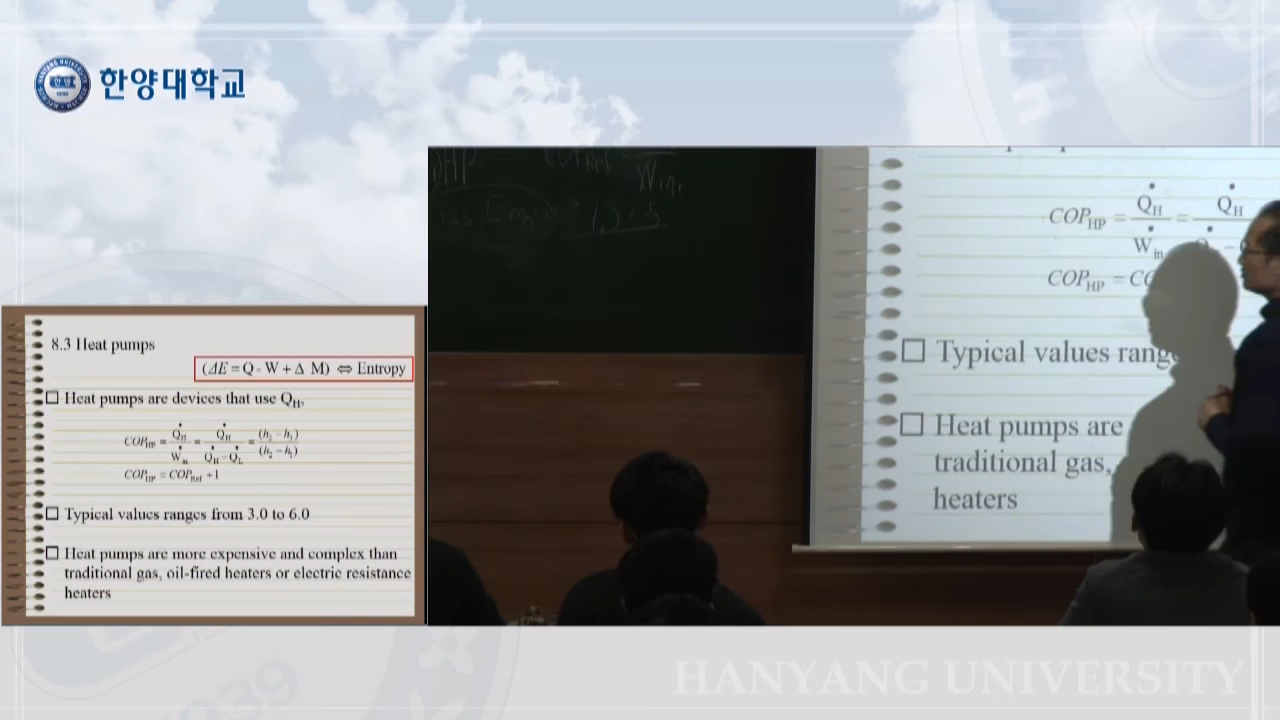 한양대학교
8.3 Heat pumps
(ΔE = Q - W + Δ M) ⇔ Entropy
□ Heat pumps are devices that use Q_H,
COP_HP = Q̇_H / Ẇ_in = Q̇_H / (Q̇_H - Q̇_L) = (h_2 - h_3) / (h_2 - h_1)
COP_HP = COP_Ref + 1
□ Typical values ranges from 3.0 to 6.0
□ Heat pumps are more expensive and complex than
traditional gas, oil-fired heaters or electric resistance
heaters
COP_HP = Q̇_H / Ẇ_in = Q̇_H
COP_HP = CO
□ Typical values rang
□ Heat pumps are
traditional gas,
heaters
HANYANG UNIVERSITY